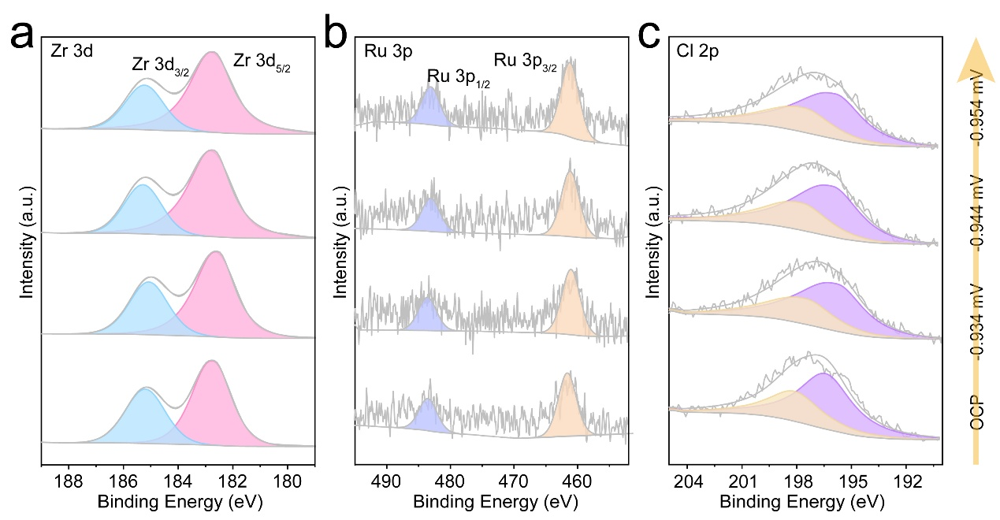 a
Zr 3d
Zr 3d3/2
Zr 3d5/2
Intensity (a.u.)
188 186 184 182 180
Binding Energy (eV)
b
Ru 3p
Ru 3p1/2
Ru 3p3/2
Intensity (a.u.)
490 480 470 460
Binding Energy (eV)
c
Cl 2p
Intensity (a.u.)
204 201 198 195 192
Binding Energy (eV)
-0.954 mV
-0.944 mV
-0.934 mV
OCP